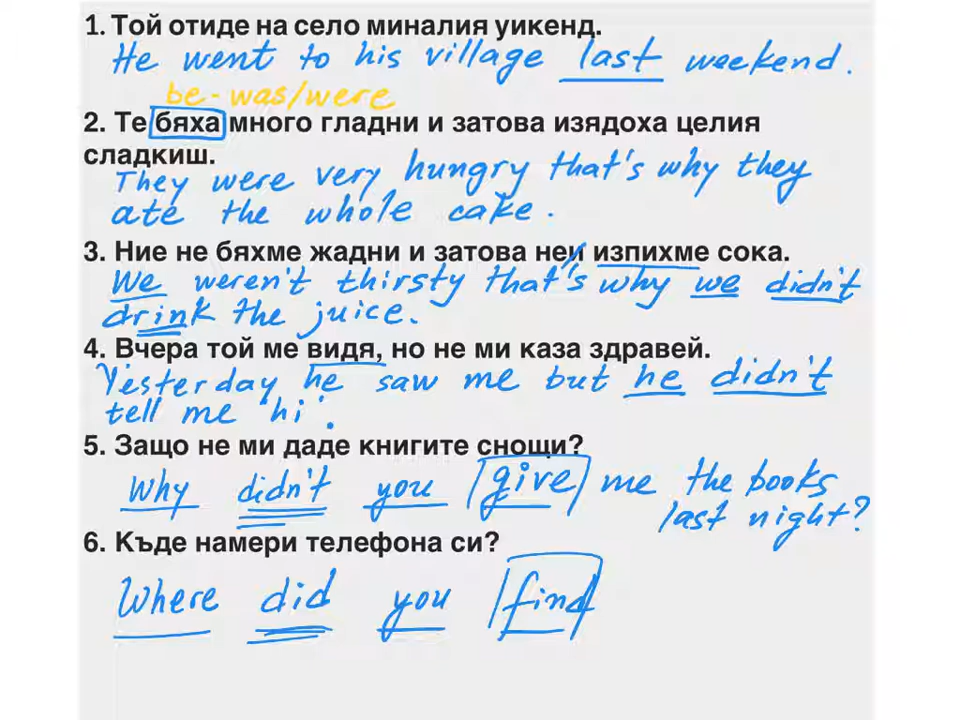 1. Той отиде на село миналия уикенд.
He went to his village last weekend.
be - was/were
2. Те бяха много гладни и затова изядоха целия
сладкиш.
They were very hungry that's why they
ate the whole cake.
3. Ние не бяхме жадни и затова неи изпихме сока.
We weren't thirsty that's why we didn't
drink the juice.
4. Вчера той ме видя, но не ми каза здравей.
Yesterday he saw me but he didn't
tell me "hi".
5. Защо не ми даде книгите снощи?
Why didn't you give me the books
last night?
6. Къде намери телефона си?
Where did you find